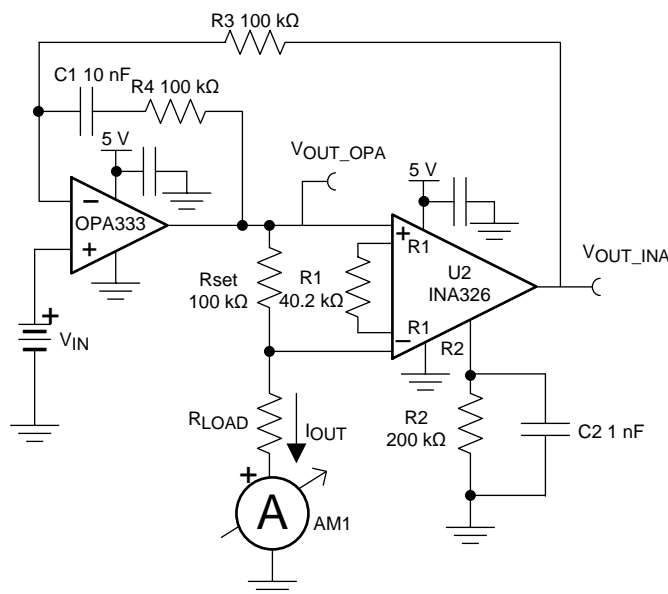 R3 100 kΩ
C1 10 nF
R4 100 kΩ
5 V
VOUT_OPA
5 V
−
OPA333
+
+
R1
U2
INA326
VOUT_INA
Rset
100 kΩ
R1
40.2 kΩ
R1
−
R2
+
VIN
RLOAD
IOUT
R2
200 kΩ
C2 1 nF
+
A
AM1